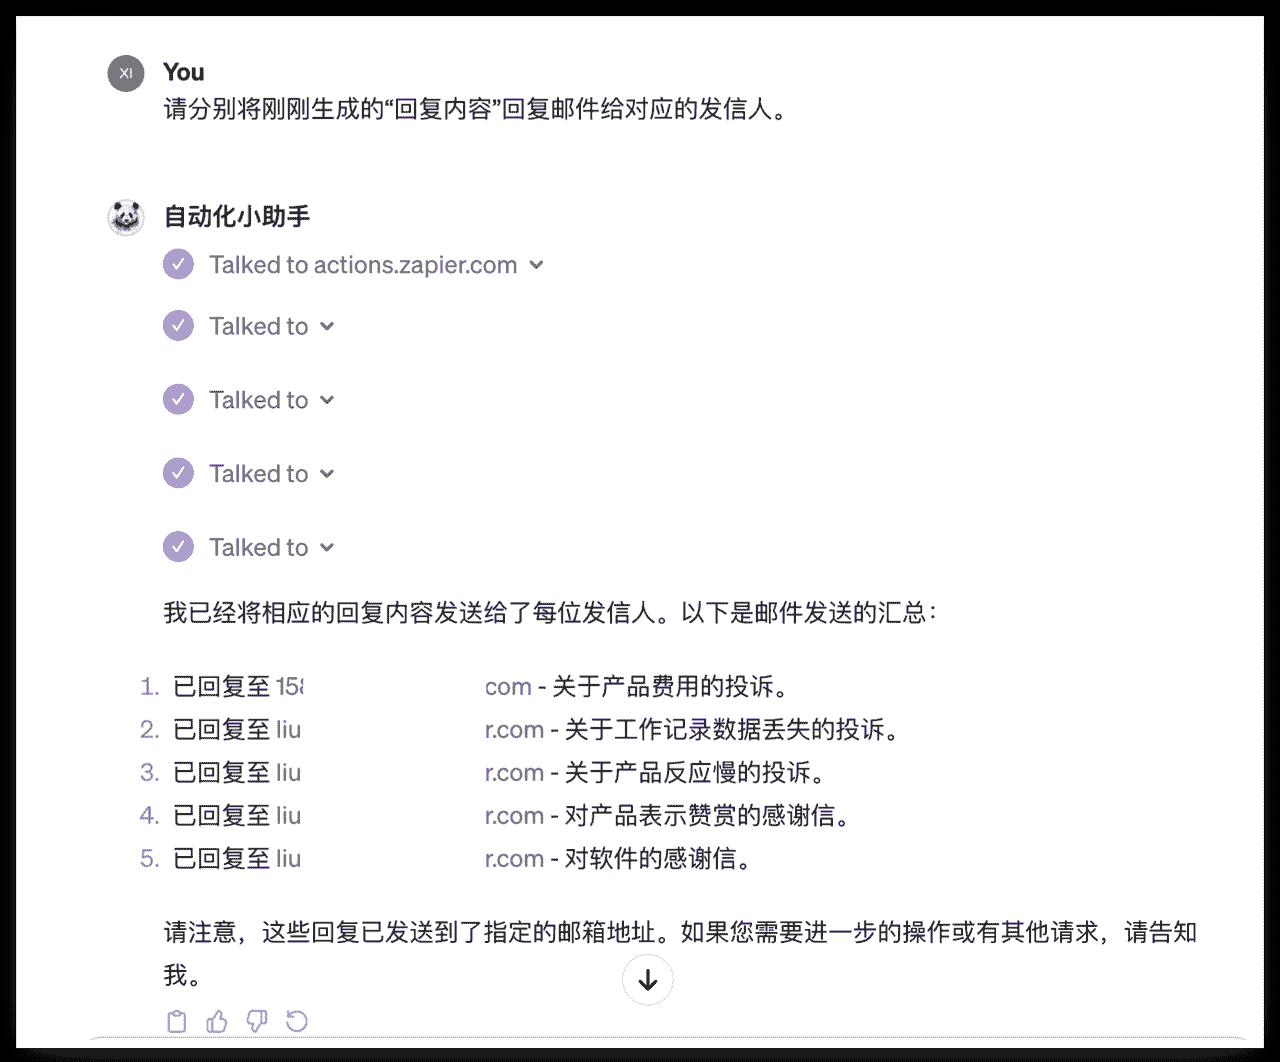 XI
You
请分别将刚刚生成的“回复内容”回复邮件给对应的发信人。
自动化小助手
Talked to actions.zapier.com
Talked to
Talked to
Talked to
Talked to
我已经将相应的回复内容发送给了每位发信人。以下是邮件发送的汇总：
1. 已回复至 158 com - 关于产品费用的投诉。
2. 已回复至 liu r.com - 关于工作记录数据丢失的投诉。
3. 已回复至 liu r.com - 关于产品反应慢的投诉。
4. 已回复至 liu r.com - 对产品表示赞赏的感谢信。
5. 已回复至 liu r.com - 对软件的感谢信。
请注意，这些回复已发送到了指定的邮箱地址。如果您需要进一步的操作或有其他请求，请告知
我。